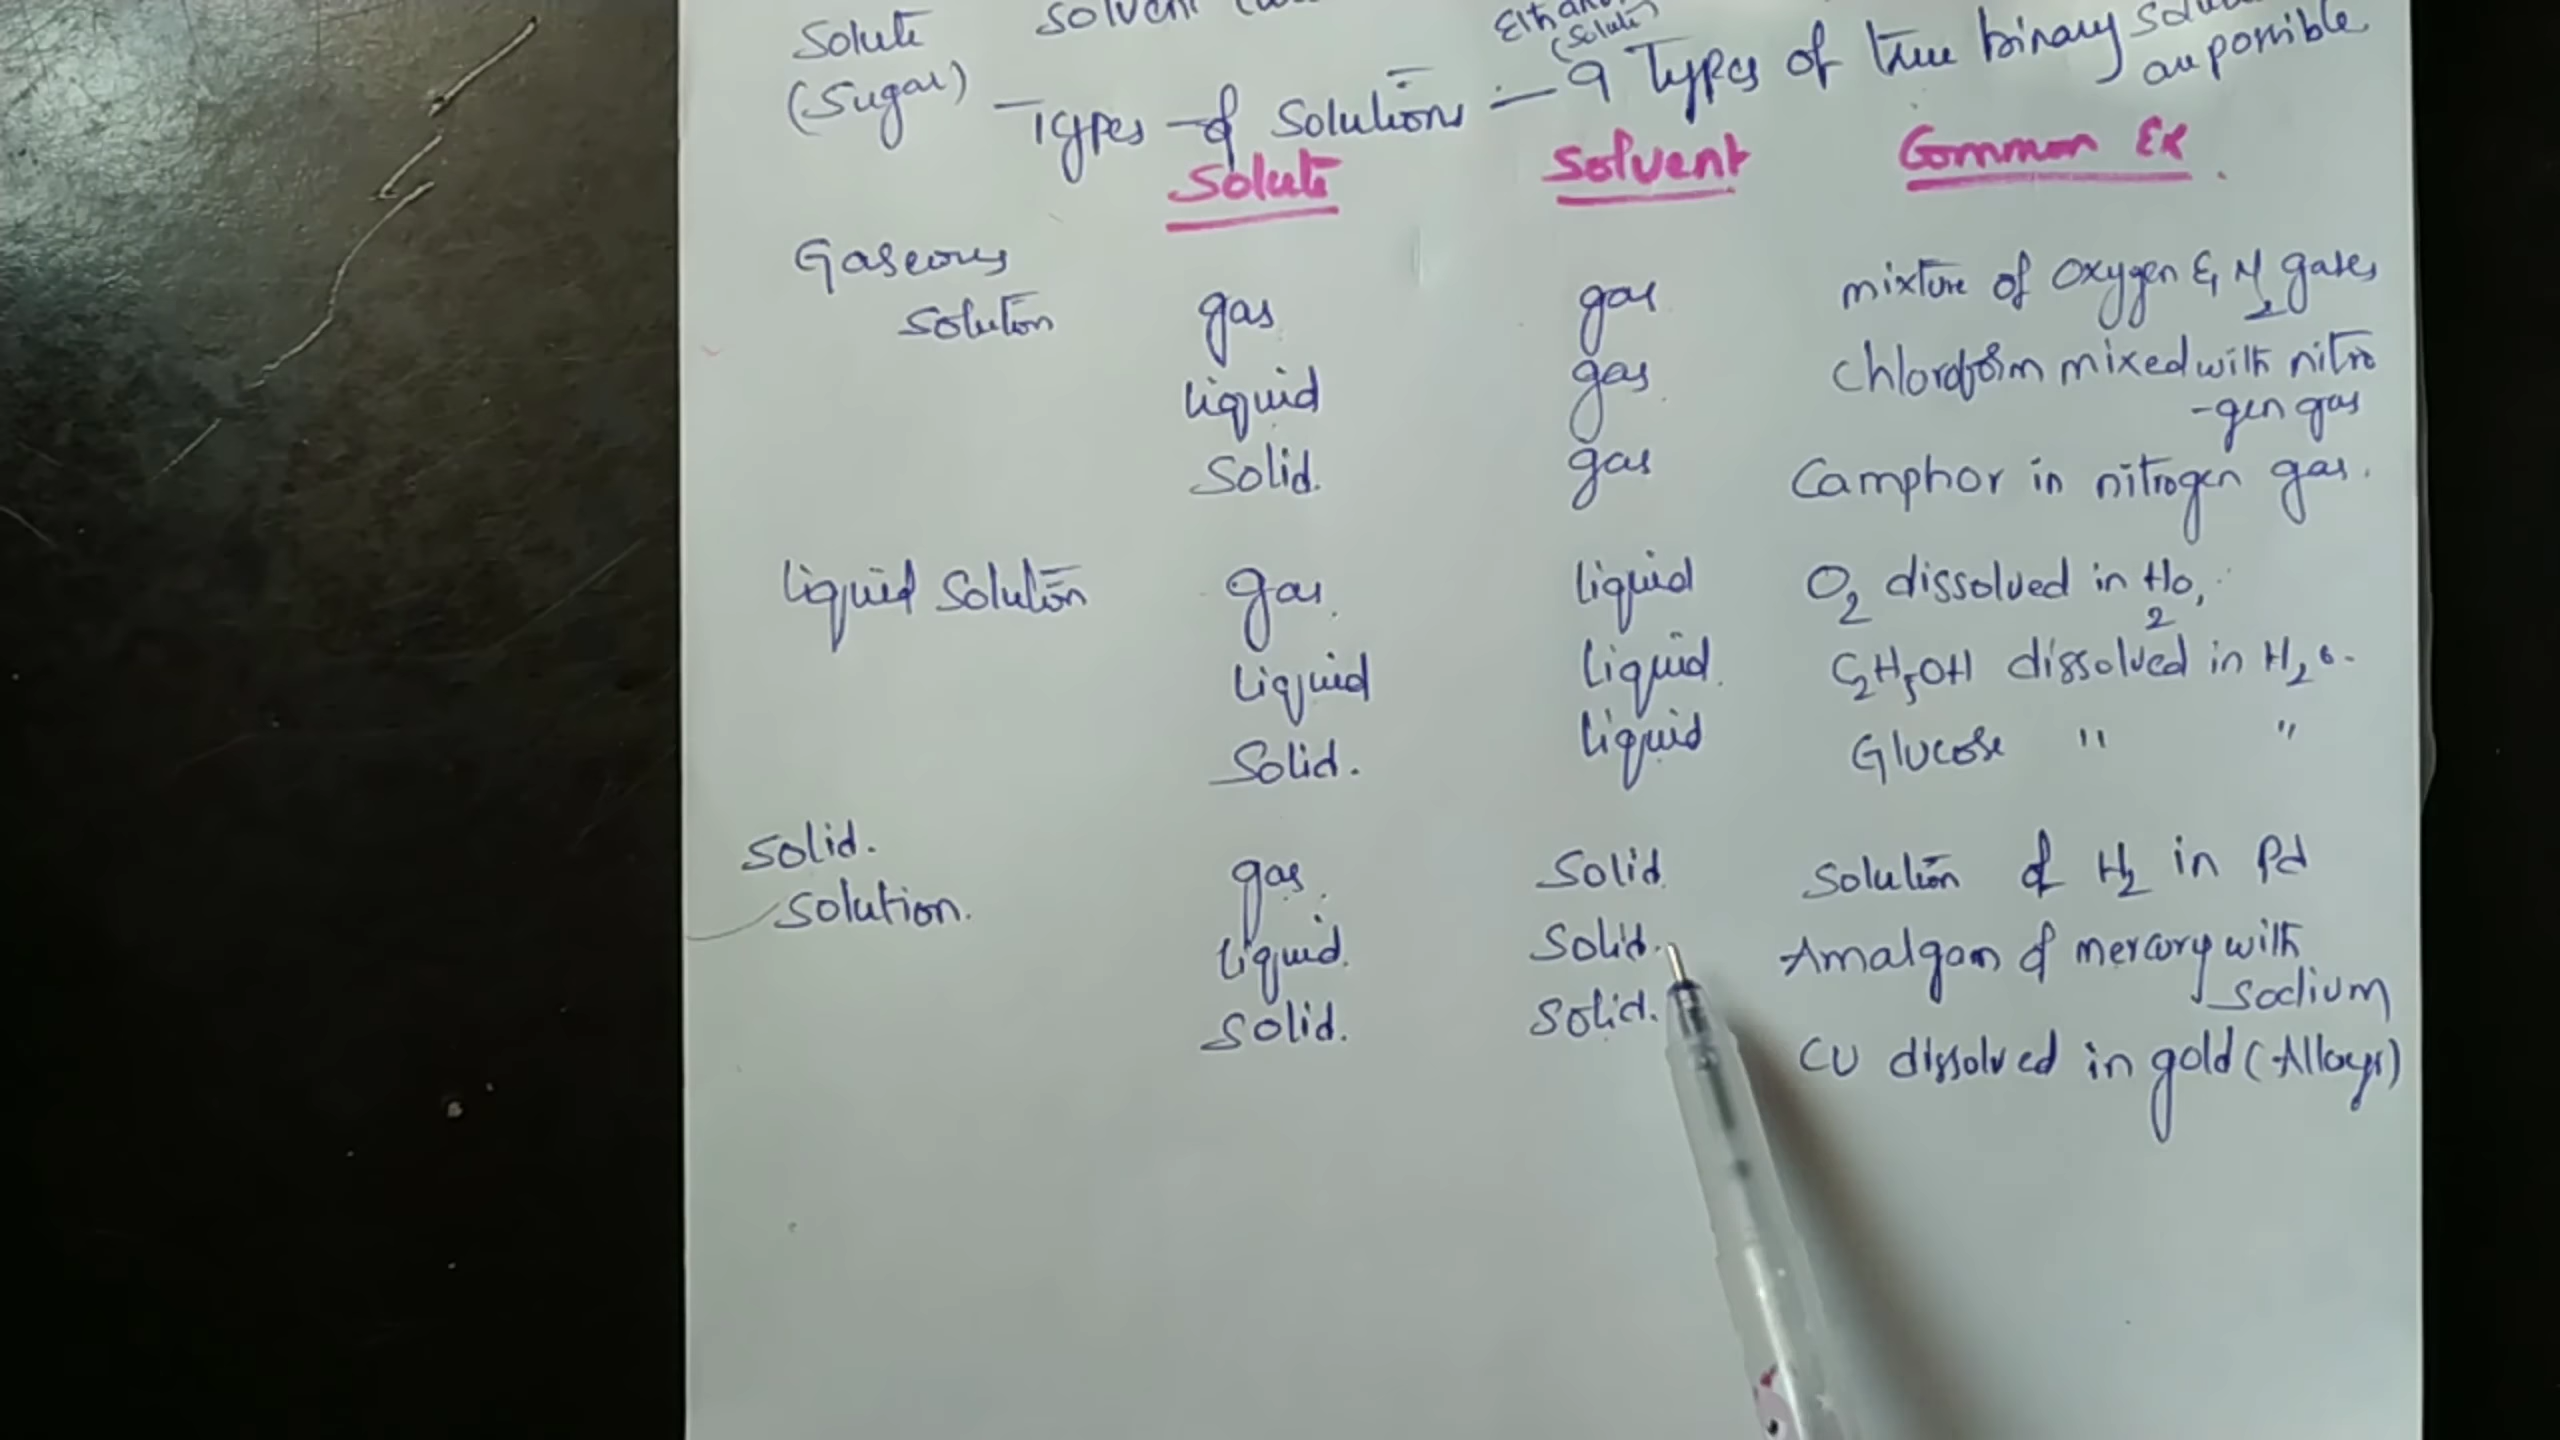 Solute Solvent
(Sugar)
(Solute)
Types of Solutions - 9 Types of true binary
are possible
Solute Solvent Common Ex.
Gaseous
Solution gas gas mixture of oxygen & N2 gases
liquid gas Chloroform mixed with nitro
-gen gas
Solid. gas Camphor in nitrogen gas.
Liquid Solution gas. liquid O2 dissolved in H2O,
Liquid liquid. C2H5OH dissolved in H2O.
Solid. liquid Glucose " "
Solid.
Solution. gas. Solid. Solution of H2 in Pd
Liquid. Solid. Amalgam of mercury with
Sodium
Solid. Solid. CU dissolved in gold (Alloys)